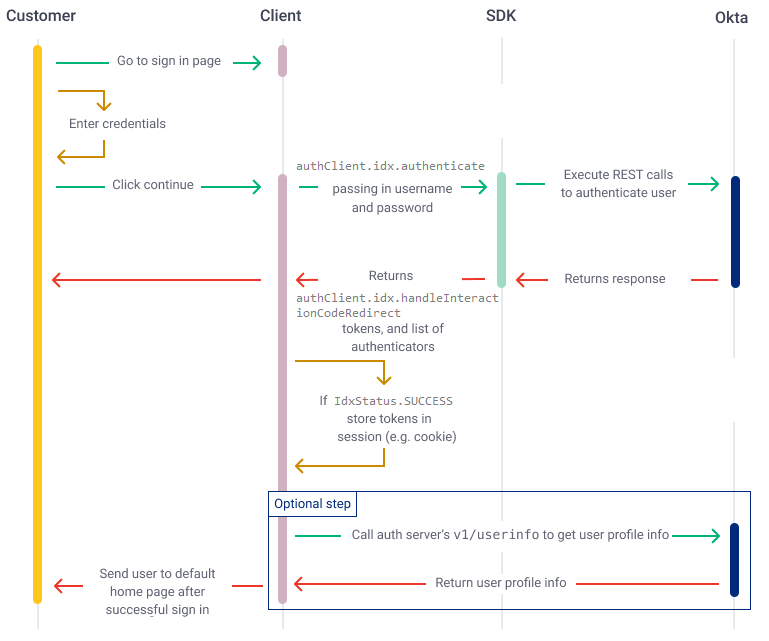 Customer
Client
SDK
Okta
Go to sign in page
Enter credentials
Click continue
authClient.idx.authenticate
passing in username
and password
Execute REST calls
to authenticate user
Returns
Returns response
authClient.idx.handleInteract
ionCodeRedirect
tokens, and list of
authenticators
If IdxStatus.SUCCESS
store tokens in
session (e.g. cookie)
Optional step
Call auth server's v1/userinfo to get user profile info
Return user profile info
Send user to default
home page after
successful sign in